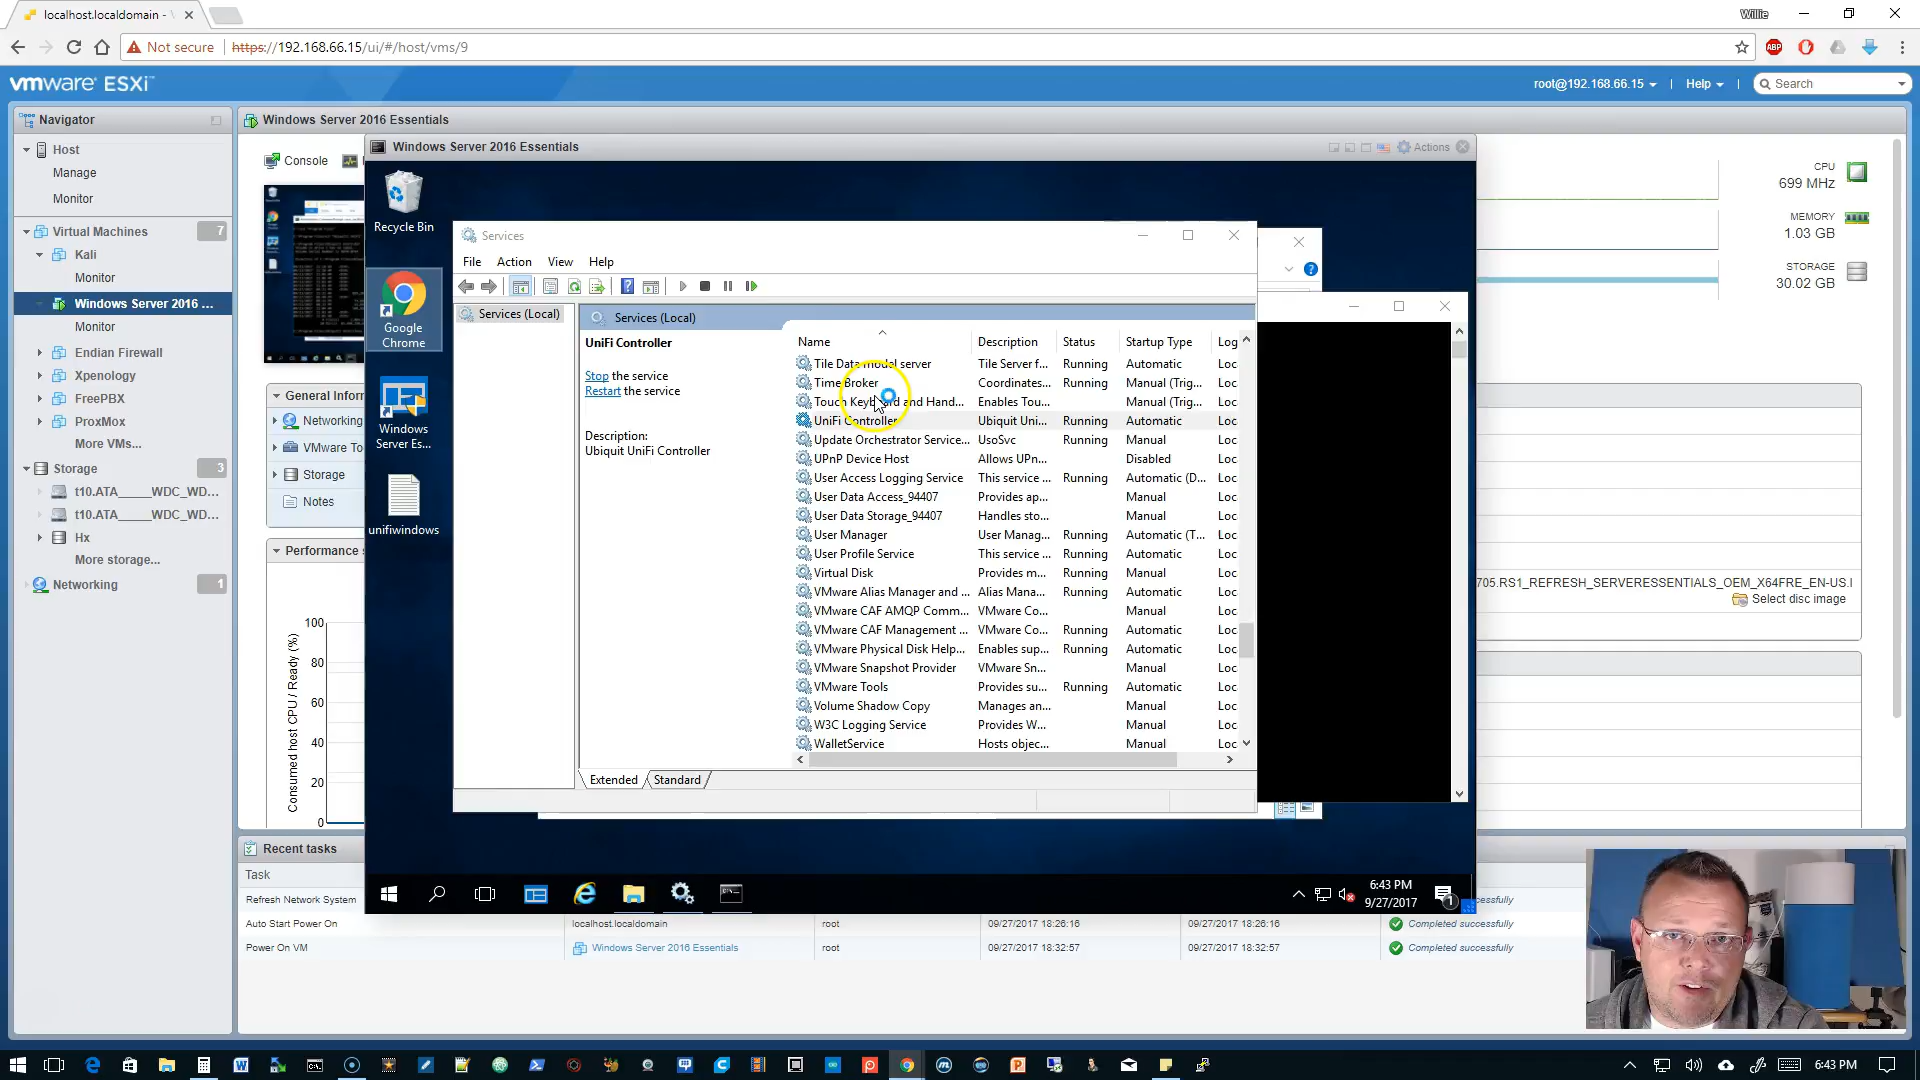 localhost.localdomain -
Willie
Not secure
https://192.168.66.15/ui/#/host/vms/9
ABP
vmware ESXi
root@192.168.66.15
Help
Search
Navigator
Host
Manage
Monitor
Virtual Machines
7
Kali
Monitor
Windows Server 2016 ...
Monitor
Endian Firewall
Xpenology
FreePBX
ProxMox
More VMs...
Storage
3
t10.ATA_____WDC_WD...
t10.ATA_____WDC_WD...
Hx
More storage...
Networking
1
Windows Server 2016 Essentials
Console
General Info
Networking
VMware To
Storage
Notes
Performance s
Consumed host CPU / Ready (%)
100
80
60
40
20
0
CPU
699 MHz
MEMORY
1.03 GB
STORAGE
30.02 GB
705.RS1_REFRESH_SERVERESSENTIALS_OEM_X64FRE_EN-US.I
Select disc image
Windows Server 2016 Essentials
Actions
Recycle Bin
Google
Chrome
Windows
Server Es...
unifiwindows
Services
File
Action
View
Help
Services (Local)
Services (Local)
UniFi Controller
Stop the service
Restart the service
Description:
Ubiquit UniFi Controller
Name Description Status Startup Type Log
Tile Data model server Tile Server f... Running Automatic Loc
Time Broker Coordinates... Running Manual (Trig... Loc
Touch Keyboard and Hand... Enables Tou... Manual (Trig... Loc
UniFi Controller Ubiquit Uni... Running Automatic Loc
Update Orchestrator Service... UsoSvc Running Manual Loc
UPnP Device Host Allows UPn... Disabled Loc
User Access Logging Service This service ... Running Automatic (D... Loc
User Data Access_94407 Provides ap... Manual Loc
User Data Storage_94407 Handles sto... Manual Loc
User Manager User Manag... Running Automatic (T... Loc
User Profile Service This service ... Running Automatic Loc
Virtual Disk Provides m... Running Manual Loc
VMware Alias Manager and ... Alias Mana... Running Automatic Loc
VMware CAF AMQP Comm... VMware Co... Manual Loc
VMware CAF Management ... VMware Co... Running Automatic Loc
VMware Physical Disk Help... Enables sup... Running Automatic Loc
VMware Snapshot Provider VMware Sn... Manual Loc
VMware Tools Provides su... Running Automatic Loc
Volume Shadow Copy Manages an... Manual Loc
W3C Logging Service Provides W... Manual Loc
WalletService Hosts objec... Manual Loc
Extended
Standard
6:43 PM
9/27/2017
1
Recent tasks
Task
Refresh Network System
ccessfully
Auto Start Power On localhost.localdomain root 09/27/2017 18:26:16 09/27/2017 18:26:16 Completed successfully
Power On VM Windows Server 2016 Essentials root 09/27/2017 18:32:57 09/27/2017 18:32:57 Completed successfully
6:43 PM